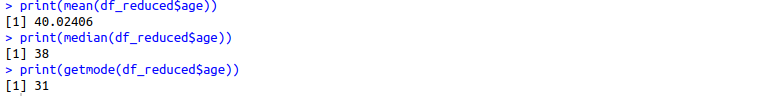 > print(mean(df_reduced$age))
[1] 40.02406
> print(median(df_reduced$age))
[1] 38
> print(getmode(df_reduced$age))
[1] 31